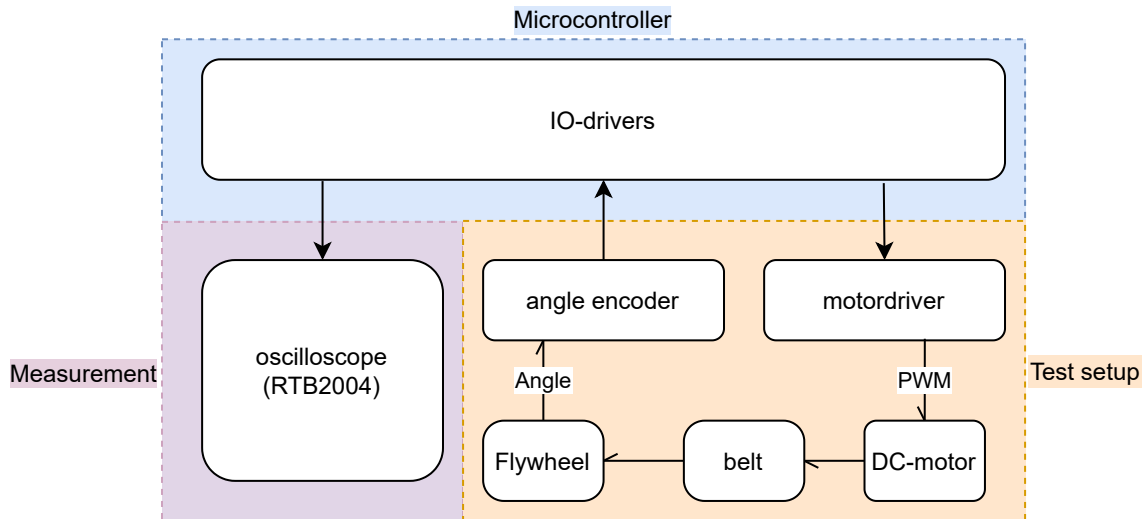 Microcontroller
IO-drivers
angle encoder
motordriver
oscilloscope
(RTB2004)
Measurement
Angle
PWM
Test setup
Flywheel
belt
DC-motor